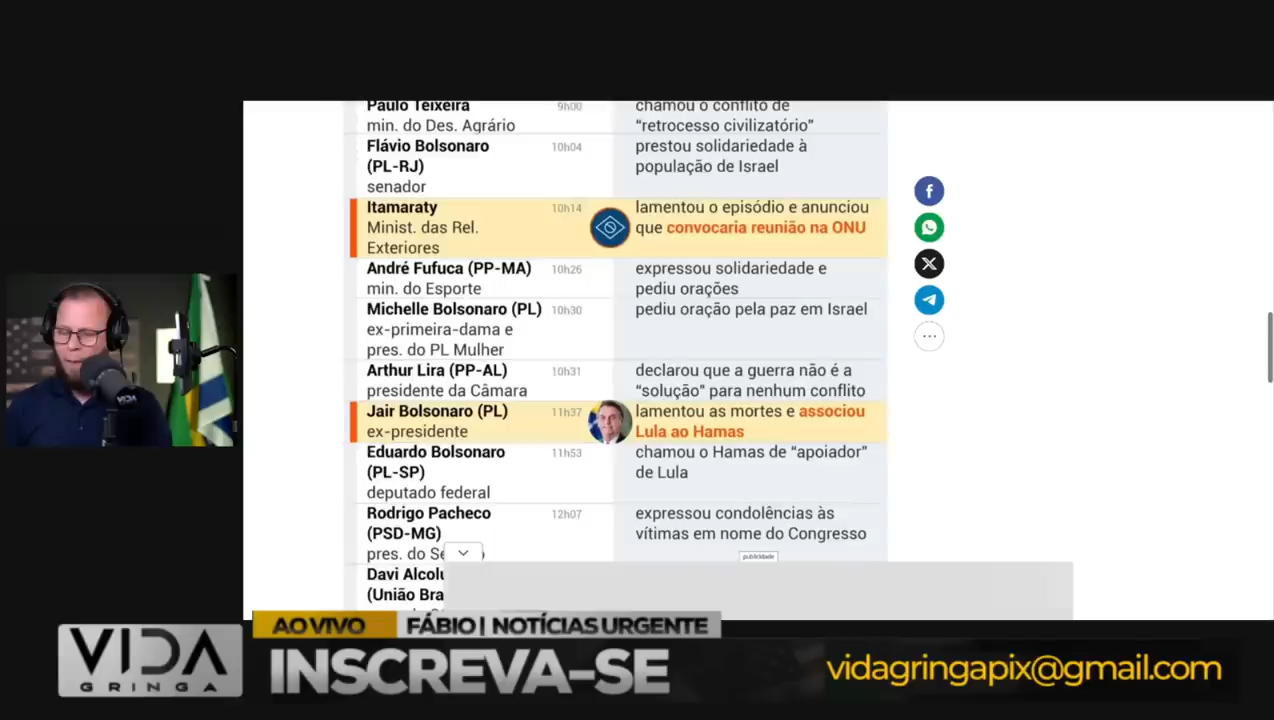 Paulo Teixeira
9h00
chamou o conflito de
min. do Des. Agrário
“retrocesso civilizatório”
Flávio Bolsonaro
10h04
prestou solidariedade à
(PL-RJ)
população de Israel
senador
Itamaraty
10h14
lamentou o episódio e anunciou
Minist. das Rel.
que convocaria reunião na ONU
Exteriores
André Fufuca (PP-MA)
10h26
expressou solidariedade e
min. do Esporte
pediu orações
Michelle Bolsonaro (PL)
10h30
pediu oração pela paz em Israel
ex-primeira-dama e
pres. do PL Mulher
Arthur Lira (PP-AL)
10h31
declarou que a guerra não é a
presidente da Câmara
“solução” para nenhum conflito
Jair Bolsonaro (PL)
11h37
lamentou as mortes e associou
ex-presidente
Lula ao Hamas
Eduardo Bolsonaro
11h53
chamou o Hamas de “apoiador”
(PL-SP)
de Lula
deputado federal
Rodrigo Pacheco
12h07
expressou condolências às
(PSD-MG)
vítimas em nome do Congresso
pres. do Se
publicidade
Davi Alcolu
(União Bra
VIDA
AO VIVO
FÁBIO | NOTÍCIAS URGENTE
VIDA
GRINGA
INSCREVA-SE
vidagringapix@gmail.com